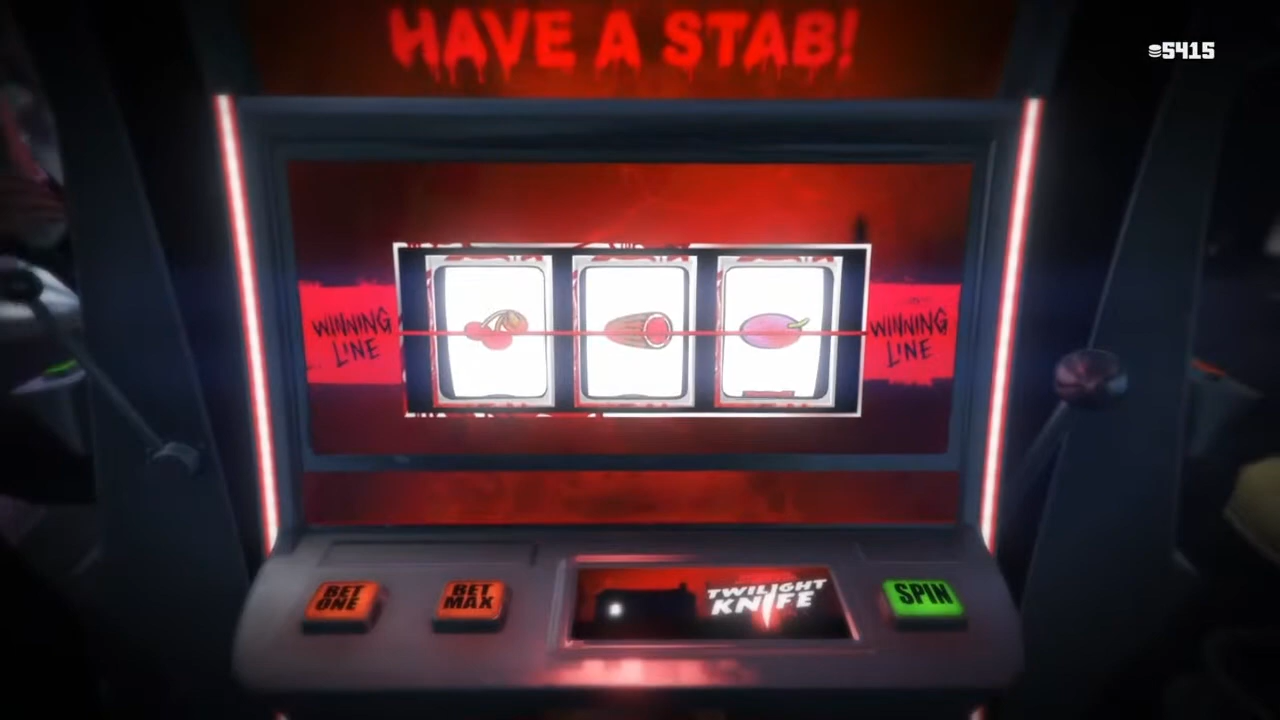 HAVE A STAB!
5415
WINNING
LINE
WINNING
LINE
BET
ONE
BET
MAX
TWILIGHT
KNIFE
SPIN